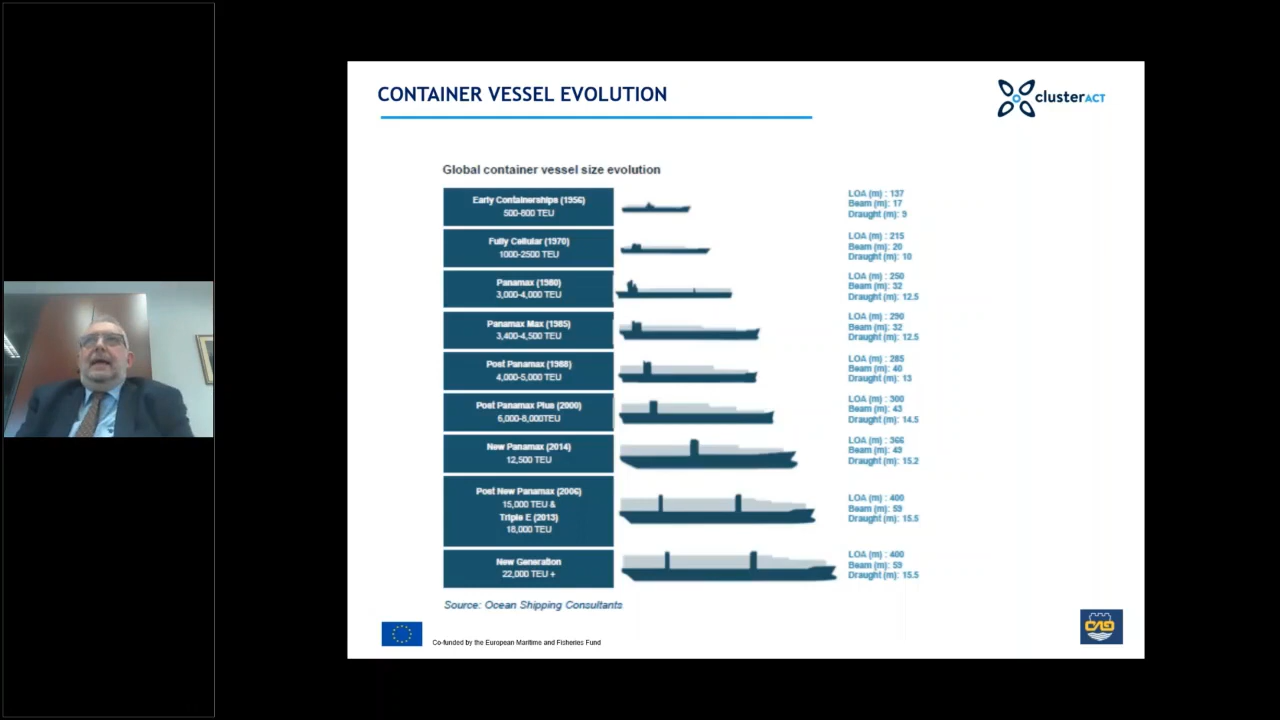 CONTAINER VESSEL EVOLUTION
clusterACT
Global container vessel size evolution
Early Containerships (1956)
500-800 TEU
LOA (m) : 137
Beam (m): 17
Draught (m): 9
Fully Cellular (1970)
1000-2500 TEU
LOA (m) : 215
Beam (m): 20
Draught (m): 10
Panamax (1980)
3,000-4,000 TEU
LOA (m) : 250
Beam (m): 32
Draught (m): 12.5
Panamax Max (1985)
3,400-4,500 TEU
LOA (m) : 290
Beam (m): 32
Draught (m): 12.5
Post Panamax (1988)
4,000-5,000 TEU
LOA (m) : 285
Beam (m): 40
Draught (m): 13
Post Panamax Plus (2000)
6,000-8,000TEU
LOA (m) : 300
Beam (m): 43
Draught (m): 14.5
New Panamax (2014)
12,500 TEU
LOA (m) : 366
Beam (m): 49
Draught (m): 15.2
Post New Panamax (2006)
15,000 TEU &
Triple E (2013)
18,000 TEU
LOA (m) : 400
Beam (m): 59
Draught (m): 15.5
New Generation
22,000 TEU +
LOA (m) : 400
Beam (m): 59
Draught (m): 15.5
Source: Ocean Shipping Consultants
Co-funded by the European Maritime and Fisheries Fund
ΟΛΘ